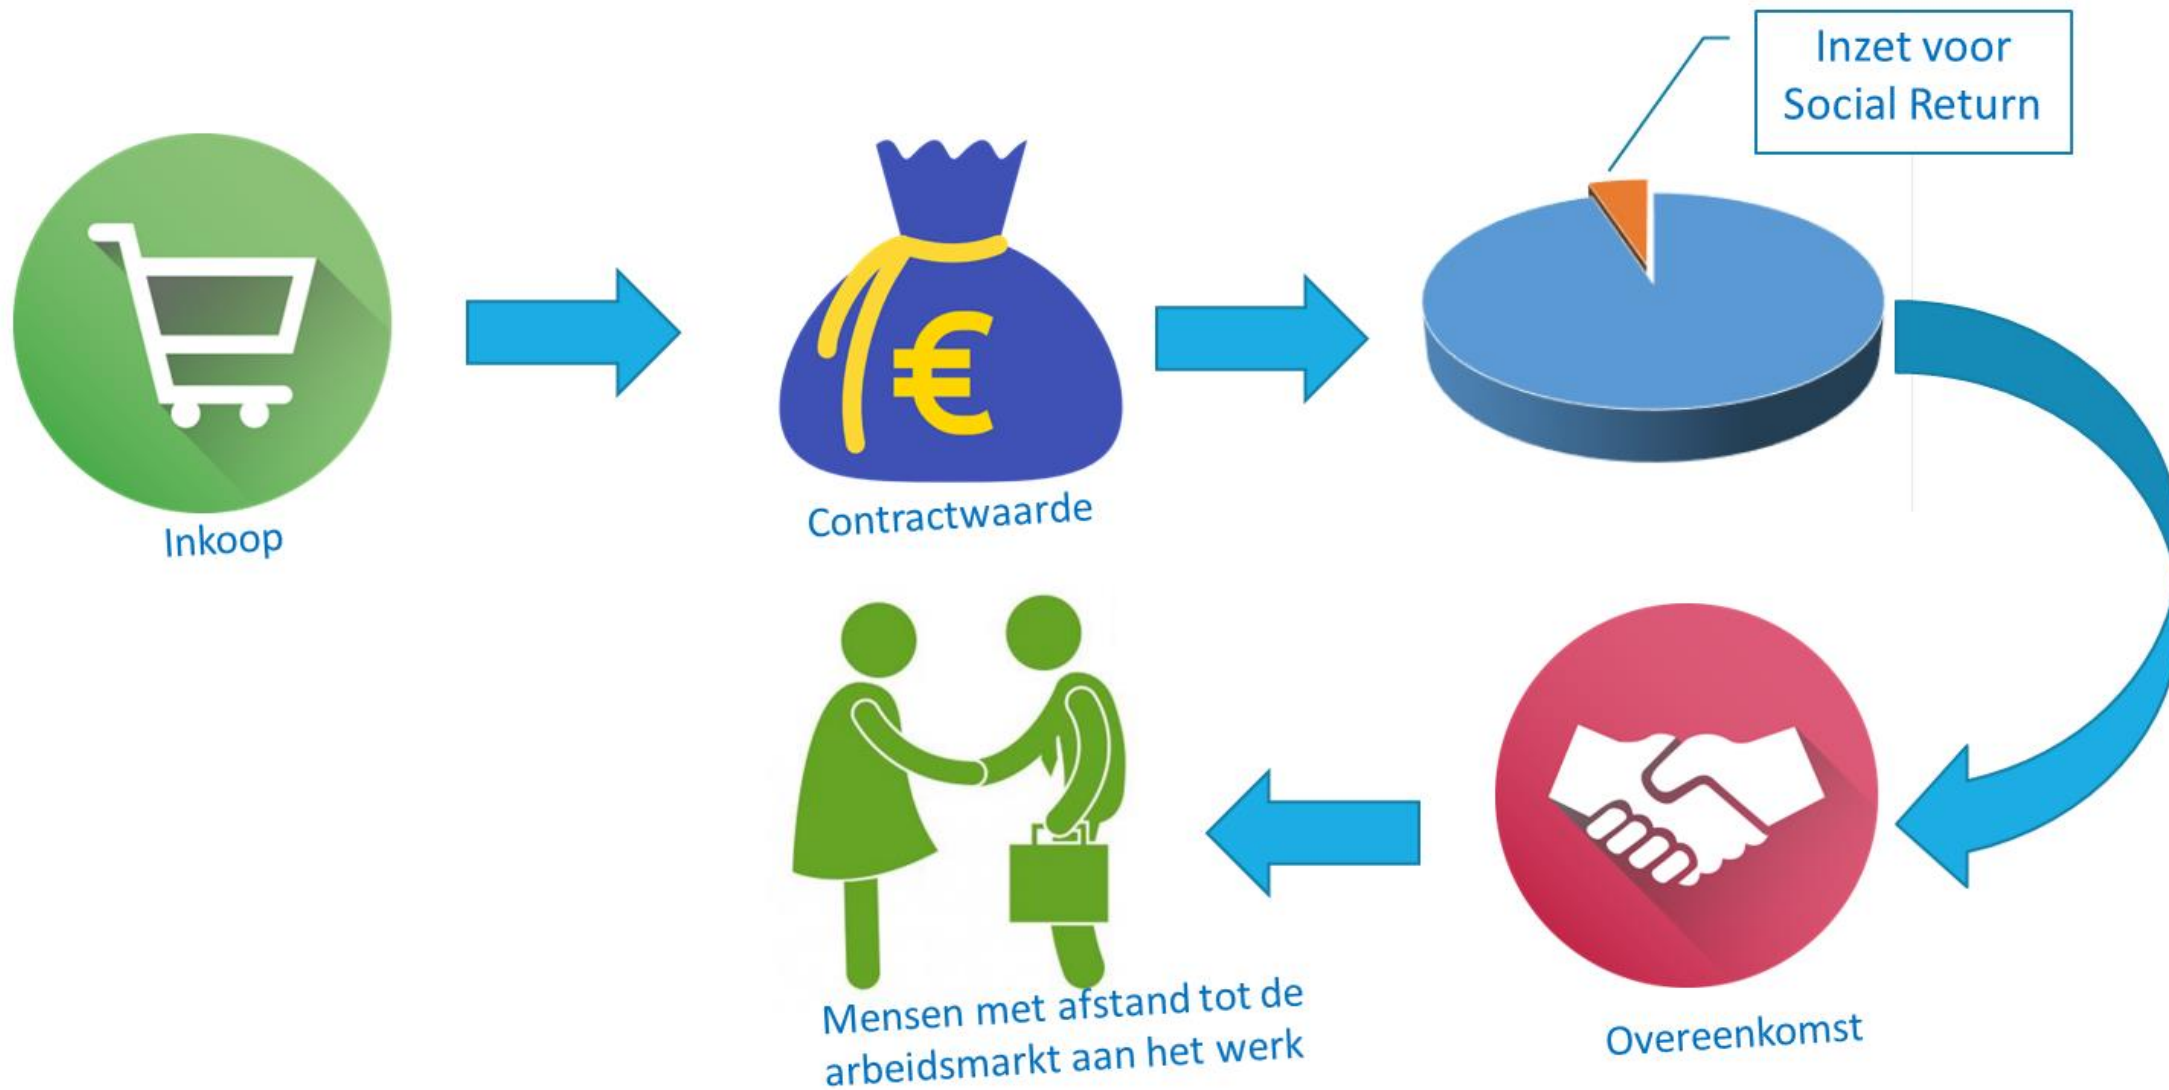 Inzet voor
Social Return
€
Inkoop
Contractwaarde
Mensen met afstand tot de
arbeidsmarkt aan het werk
Overeenkomst